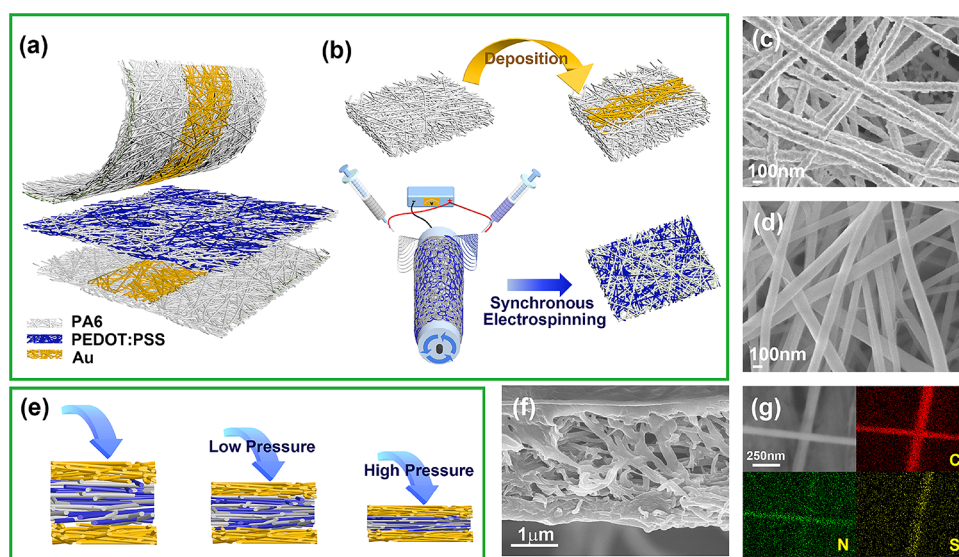 (a)
(b)
Deposition
Synchronous
Electrospinning
PA6
PEDOT:PSS
Au
(c)
100nm
(d)
100nm
(e)
Low Pressure
High Pressure
(f)
1μm
(g)
250nm
C
N
S